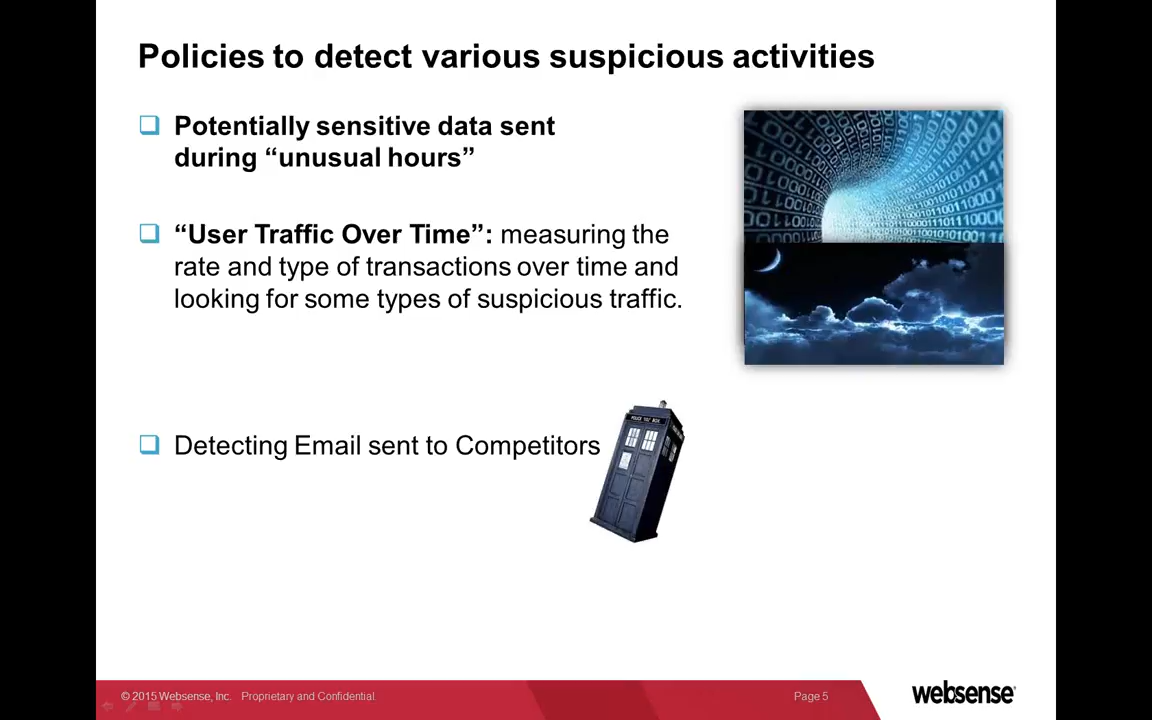 Policies to detect various suspicious activities
Potentially sensitive data sent
during “unusual hours”
“User Traffic Over Time”: measuring the
rate and type of transactions over time and
looking for some types of suspicious traffic.
POLICE BOX
Detecting Email sent to Competitors
© 2015 Websense, Inc. Proprietary and Confidential
Page 5
websense